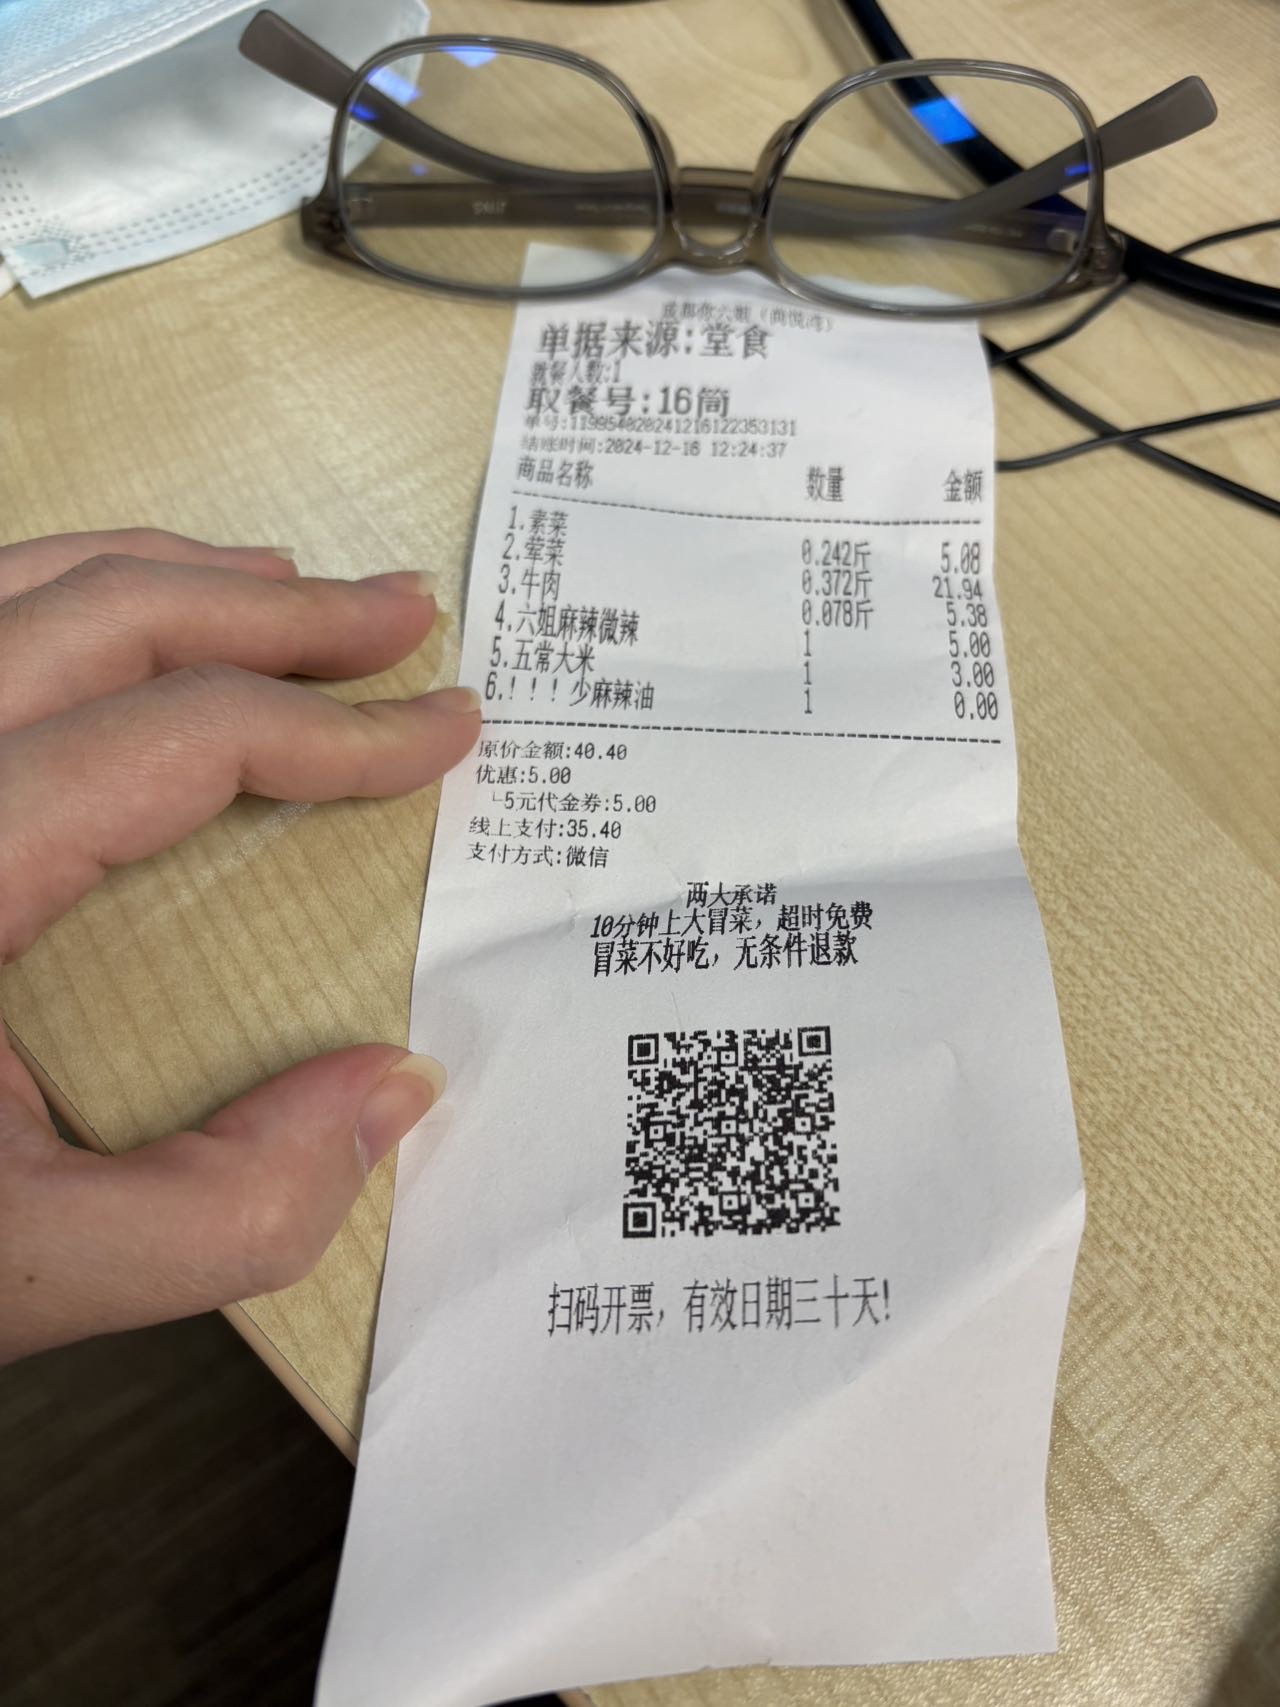 成都你六姐（尚悦湾）
单据来源:堂食
就餐人数:1
取餐号:16筒
单号:119954020241216122353131
结账时间:2024-12-16 12:24:37
商品名称 数量 金额
1.素菜 0.242斤 5.08
2.荤菜 0.372斤 21.94
3.牛肉 0.078斤 5.38
4.六姐麻辣微辣 1 5.00
5.五常大米 1 3.00
6.！！！少麻辣油 1 0.00
原价金额:40.40
优惠:5.00
└5元代金券:5.00
线上支付:35.40
支付方式:微信
两大承诺
10分钟上大冒菜，超时免费
冒菜不好吃，无条件退款
扫码开票，有效日期三十天!